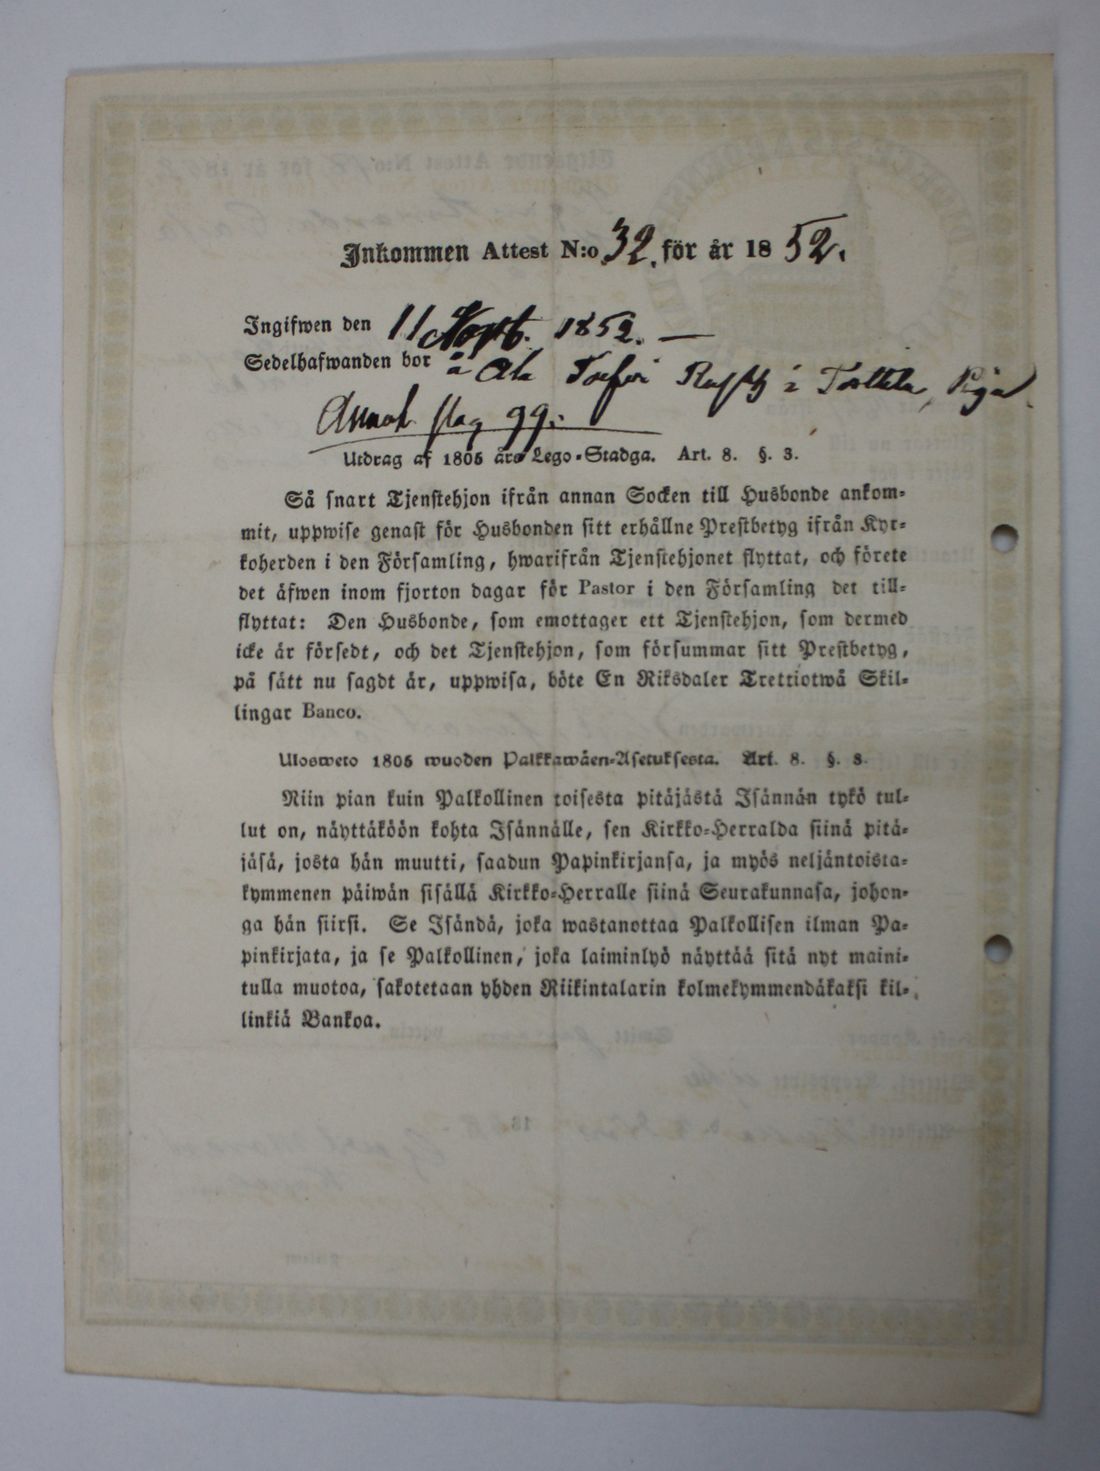 Inkommen Attest N:o 32. för år 1852.
Ingifwen den 11 Sept. 1852. —
Sedelhafwanden bor å i
99.
Utdrag af 1805 års Lego-Stadga. Art. 8. §. 3.
Så snart Tjenstehjon ifrån annan Socken till Husbonde ankom-
mit, uppwise genast för Husbonden sitt erhållne Prestbetyg ifrån Kyr-
koherden i den Församling, hwarifrån Tjenstehjonet flyttat, och förete
det äfwen inom fjorton dagar för Pastor i den Församling det till-
flyttat: Den Husbonde, som emottager ett Tjenstehjon, som dermed
icke är försedt, och det Tjenstehjon, som försummar sitt Prestbetyg,
på sätt nu sagdt är, uppwisa, böte En Riksdaler Trettiotwå Skil-
lingar Banco.
Ulosweto 1805 wuoden Palkkawäen-Asetuksesta. Art. 8. §. 3.
Niin pian kuin Palkollinen toisesta pitäjästä Isännän tykö tul-
lut on, näyttäköön kohta Isännälle, sen Kirkko-Herralda siinä pitä-
jäsä, josta hän muutti, saadun Papinkirjansa, ja myös neljäntoista-
kymmenen päiwän sisällä Kirkko-Herralle siinä Seurakunnasa, johon-
ga hän siirsi. Se Isändä, joka wastanottaa Palkollisen ilman Pa-
pinkirjata, ja se Palkollinen, joka laiminlyö näyttää sitä nyt maini-
tulla muotoa, sakotetaan yhden Riikintalarin kolmekymmendäkaksi kil-
linkiä Bankoa.